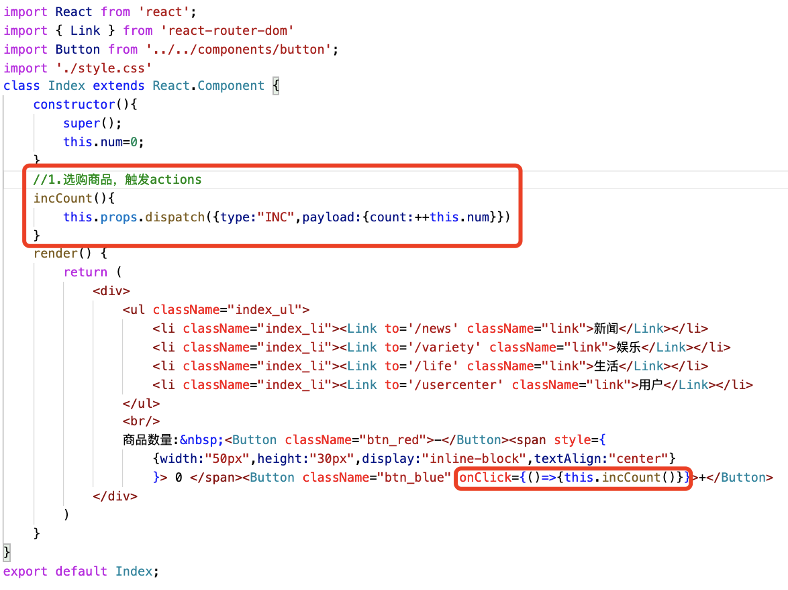 import React from 'react';
import { Link } from 'react-router-dom'
import Button from '../../components/button';
import './style.css'
class Index extends React.Component {
    constructor(){
        super();
        this.num=0;
    }
    //1.选购商品，触发actions
    incCount(){
        this.props.dispatch({type:"INC",payload:{count:++this.num}})
    }
    render() {
        return (
            <div>
                <ul className="index_ul">
                    <li className="index_li"><Link to='/news' className="link">新闻</Link></li>
                    <li className="index_li"><Link to='/variety' className="link">娱乐</Link></li>
                    <li className="index_li"><Link to='/life' className="link">生活</Link></li>
                    <li className="index_li"><Link to='/usercenter' className="link">用户</Link></li>
                </ul>
                <br/>
                商品数量:&nbsp;<Button className="btn_red">-</Button><span style={
                    {width:"50px",height:"30px",display:"inline-block",textAlign:"center"}
                    }> 0 </span><Button className="btn_blue" onClick={()=>{this.incCount()}}>+</Button>
            </div>
        )
    }
}
export default Index;